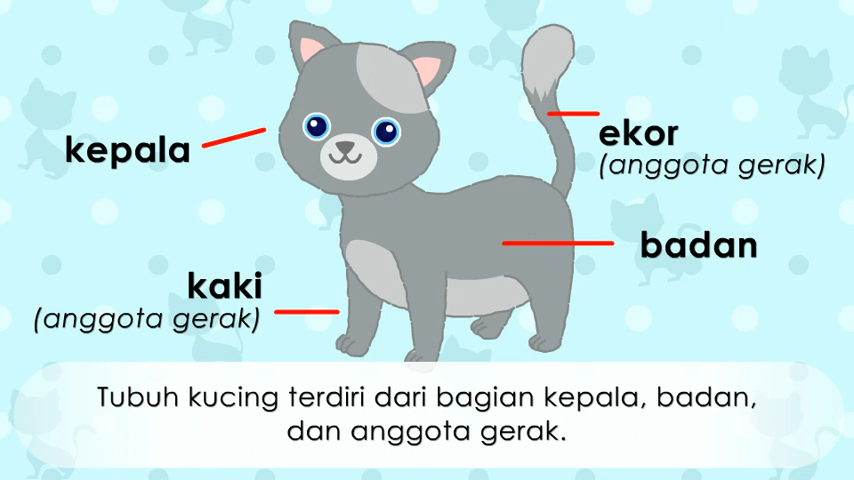 kepala
ekor
(anggota gerak)
badan
kaki
(anggota gerak)
Tubuh kucing terdiri dari bagian kepala, badan,
dan anggota gerak.